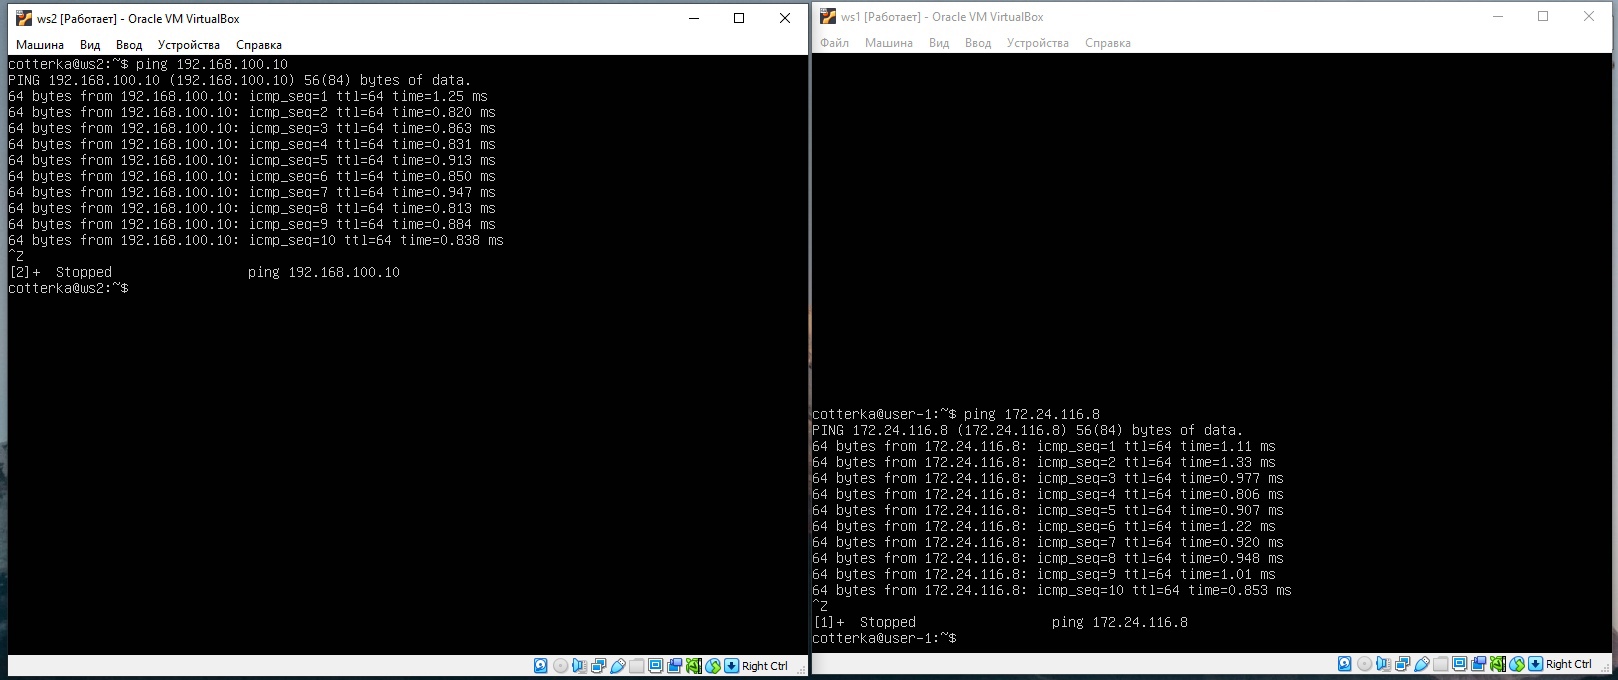 ws2 [Работает] - Oracle VM VirtualBox
Машина Вид Ввод Устройства Справка
cotterka@ws2:~$ ping 192.168.100.10
PING 192.168.100.10 (192.168.100.10) 56(84) bytes of data.
64 bytes from 192.168.100.10: icmp_seq=1 ttl=64 time=1.25 ms
64 bytes from 192.168.100.10: icmp_seq=2 ttl=64 time=0.820 ms
64 bytes from 192.168.100.10: icmp_seq=3 ttl=64 time=0.863 ms
64 bytes from 192.168.100.10: icmp_seq=4 ttl=64 time=0.831 ms
64 bytes from 192.168.100.10: icmp_seq=5 ttl=64 time=0.913 ms
64 bytes from 192.168.100.10: icmp_seq=6 ttl=64 time=0.850 ms
64 bytes from 192.168.100.10: icmp_seq=7 ttl=64 time=0.947 ms
64 bytes from 192.168.100.10: icmp_seq=8 ttl=64 time=0.813 ms
64 bytes from 192.168.100.10: icmp_seq=9 ttl=64 time=0.884 ms
64 bytes from 192.168.100.10: icmp_seq=10 ttl=64 time=0.838 ms
^Z
[2]+  Stopped                 ping 192.168.100.10
cotterka@ws2:~$
Right Ctrl
ws1 [Работает] - Oracle VM VirtualBox
Файл Машина Вид Ввод Устройства Справка
cotterka@user-1:~$ ping 172.24.116.8
PING 172.24.116.8 (172.24.116.8) 56(84) bytes of data.
64 bytes from 172.24.116.8: icmp_seq=1 ttl=64 time=1.11 ms
64 bytes from 172.24.116.8: icmp_seq=2 ttl=64 time=1.33 ms
64 bytes from 172.24.116.8: icmp_seq=3 ttl=64 time=0.977 ms
64 bytes from 172.24.116.8: icmp_seq=4 ttl=64 time=0.806 ms
64 bytes from 172.24.116.8: icmp_seq=5 ttl=64 time=0.907 ms
64 bytes from 172.24.116.8: icmp_seq=6 ttl=64 time=1.22 ms
64 bytes from 172.24.116.8: icmp_seq=7 ttl=64 time=0.920 ms
64 bytes from 172.24.116.8: icmp_seq=8 ttl=64 time=0.948 ms
64 bytes from 172.24.116.8: icmp_seq=9 ttl=64 time=1.01 ms
64 bytes from 172.24.116.8: icmp_seq=10 ttl=64 time=0.853 ms
^Z
[1]+  Stopped                 ping 172.24.116.8
cotterka@user-1:~$
Right Ctrl